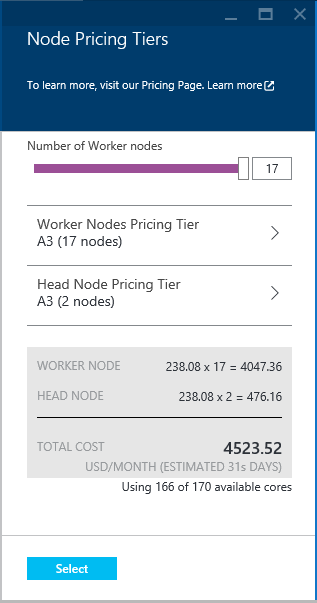 Node Pricing Tiers
To learn more, visit our Pricing Page. Learn more
Number of Worker nodes
17
Worker Nodes Pricing Tier
A3 (17 nodes)
Head Node Pricing Tier
A3 (2 nodes)
WORKER NODE 238.08 x 17 = 4047.36
HEAD NODE 238.08 x 2 = 476.16
TOTAL COST 4523.52
USD/MONTH (ESTIMATED 31s DAYS)
Using 166 of 170 available cores
Select